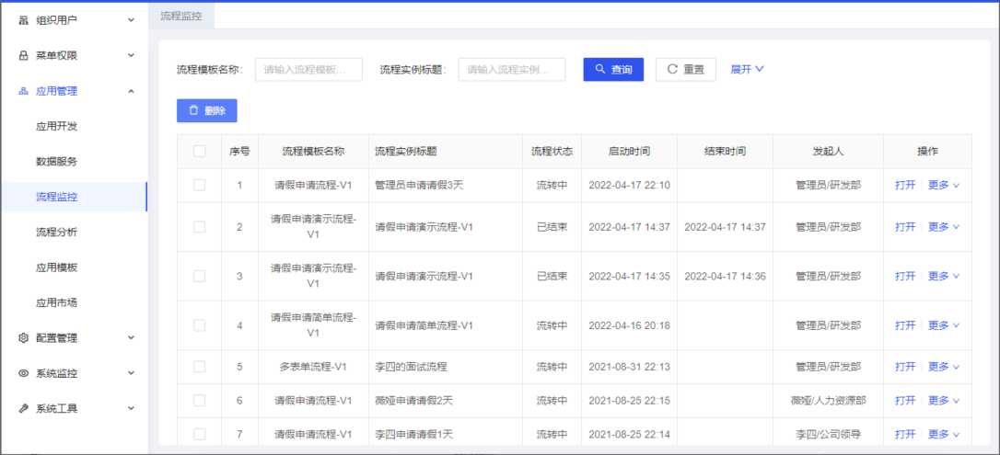 组织用户
菜单权限
应用管理
应用开发
数据服务
流程监控
流程分析
应用模板
应用市场
配置管理
系统监控
系统工具
流程监控
流程模板名称: 请输入流程模板... 流程实例标题: 请输入流程实例... 查询 重置 展开
删除
序号 流程模板名称 流程实例标题 流程状态 启动时间 结束时间 发起人 操作
1 请假申请流程-V1 管理员申请请假3天 流转中 2022-04-17 22:10 管理员/研发部 打开 更多
2 请假申请演示流程-V1 请假申请演示流程-V1 已结束 2022-04-17 14:37 2022-04-17 14:37 管理员/研发部 打开 更多
3 请假申请演示流程-V1 请假申请演示流程-V1 已结束 2022-04-17 14:35 2022-04-17 14:36 管理员/研发部 打开 更多
4 请假申请简单流程-V1 请假申请简单流程-V1 流转中 2022-04-16 20:18 管理员/研发部 打开 更多
5 多表单流程-V1 李四的面试流程 流转中 2021-08-31 22:13 管理员/研发部 打开 更多
6 请假申请流程-V1 薇娅申请请假2天 流转中 2021-08-25 22:15 薇娅/人力资源部 打开 更多
7 请假申请流程-V1 李四申请请假1天 流转中 2021-08-25 22:14 李四/公司领导 打开 更多